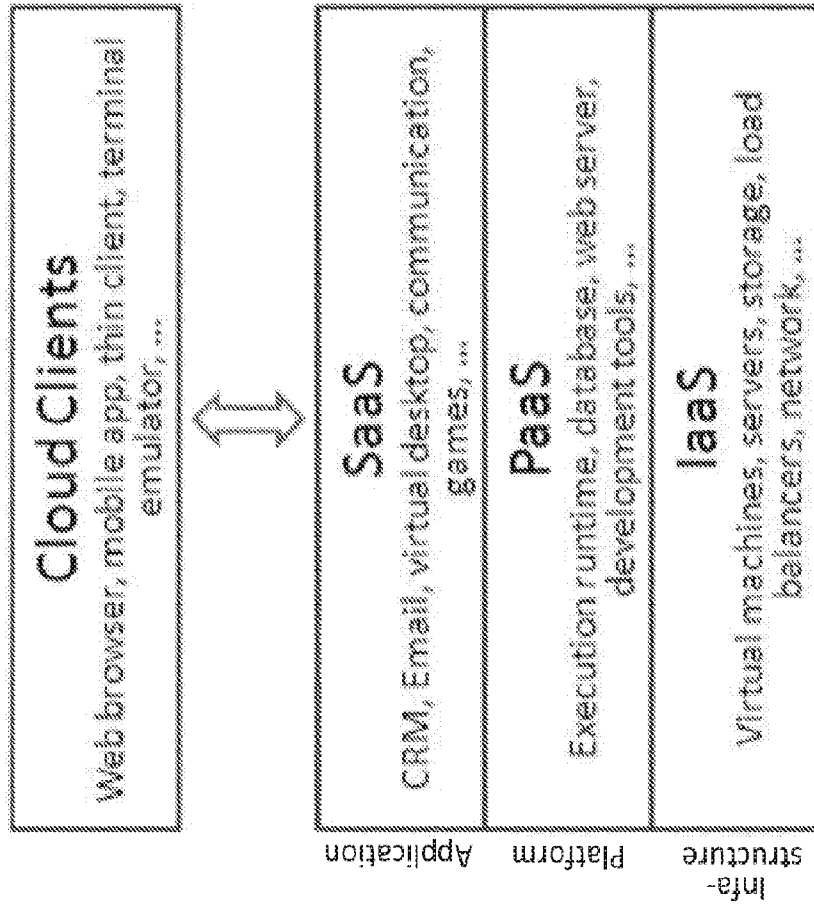 Cloud Clients
Web browser, mobile app, thin client, terminal
emulator, ...
Application
SaaS
CRM, Email, virtual desktop, communication,
games, ...
Platform
PaaS
Execution runtime, database, web server,
development tools, ...
Infa-
structure
IaaS
Virtual machines, servers, storage, load
balancers, network, ...